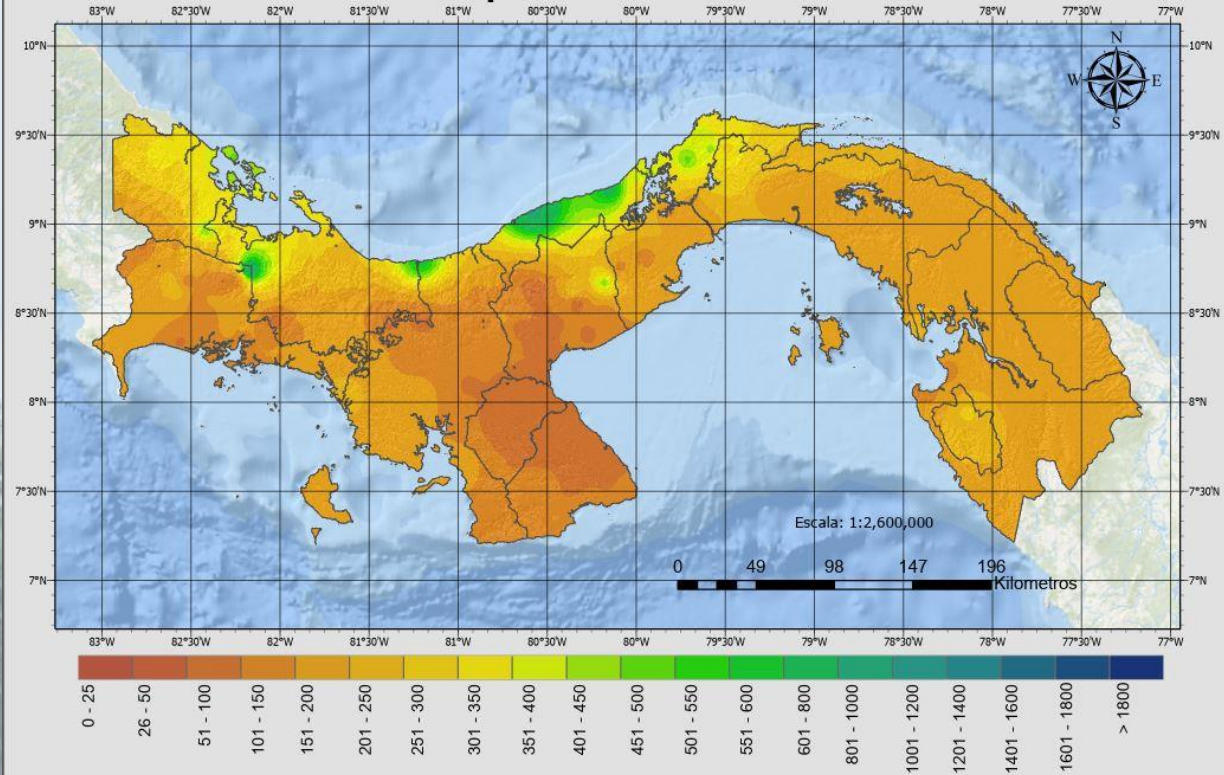 83°W 82°30'W 82°W 81°30'W 81°W 80°30'W 80°W 79°30'W 79°W 78°30'W 78°W 77°30'W 77°W
10°N 10°N
N
W E
S
9°30'N 9°30'N
9°N 9°N
8°30'N 8°30'N
8°N 8°N
7°30'N 7°30'N
Escala: 1:2,600,000
0 49 98 147 196
Kilometros
7°N 7°N
83°W 82°30'W 82°W 81°30'W 81°W 80°30'W 80°W 79°30'W 79°W 78°30'W 78°W 77°30'W 77°W
0 - 25
26 - 50
51 - 100
101 - 150
151 - 200
201 - 250
251 - 300
301 - 350
351 - 400
401 - 450
451 - 500
501 - 550
551 - 600
601 - 800
801 - 1000
1001 - 1200
1201 - 1400
1401 - 1600
1601 - 1800
> 1800